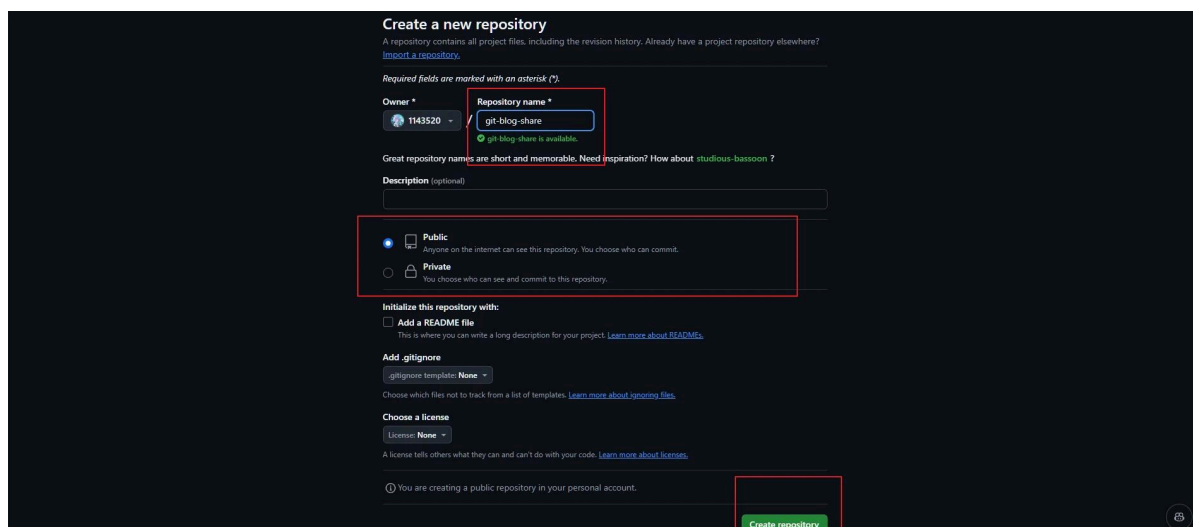 Create a new repository
A repository contains all project files, including the revision history. Already have a project repository elsewhere?
Import a repository.
Required fields are marked with an asterisk (*).
Owner *
Repository name *
1143520
/
git-blog-share
git-blog-share is available.
Great repository names are short and memorable. Need inspiration? How about studious-bassoon ?
Description (optional)
Public
Anyone on the internet can see this repository. You choose who can commit.
Private
You choose who can see and commit to this repository.
Initialize this repository with:
Add a README file
This is where you can write a long description for your project. Learn more about READMEs.
Add .gitignore
.gitignore template: None
Choose which files not to track from a list of templates. Learn more about ignoring files.
Choose a license
License: None
A license tells others what they can and can't do with your code. Learn more about licenses.
You are creating a public repository in your personal account.
Create repository